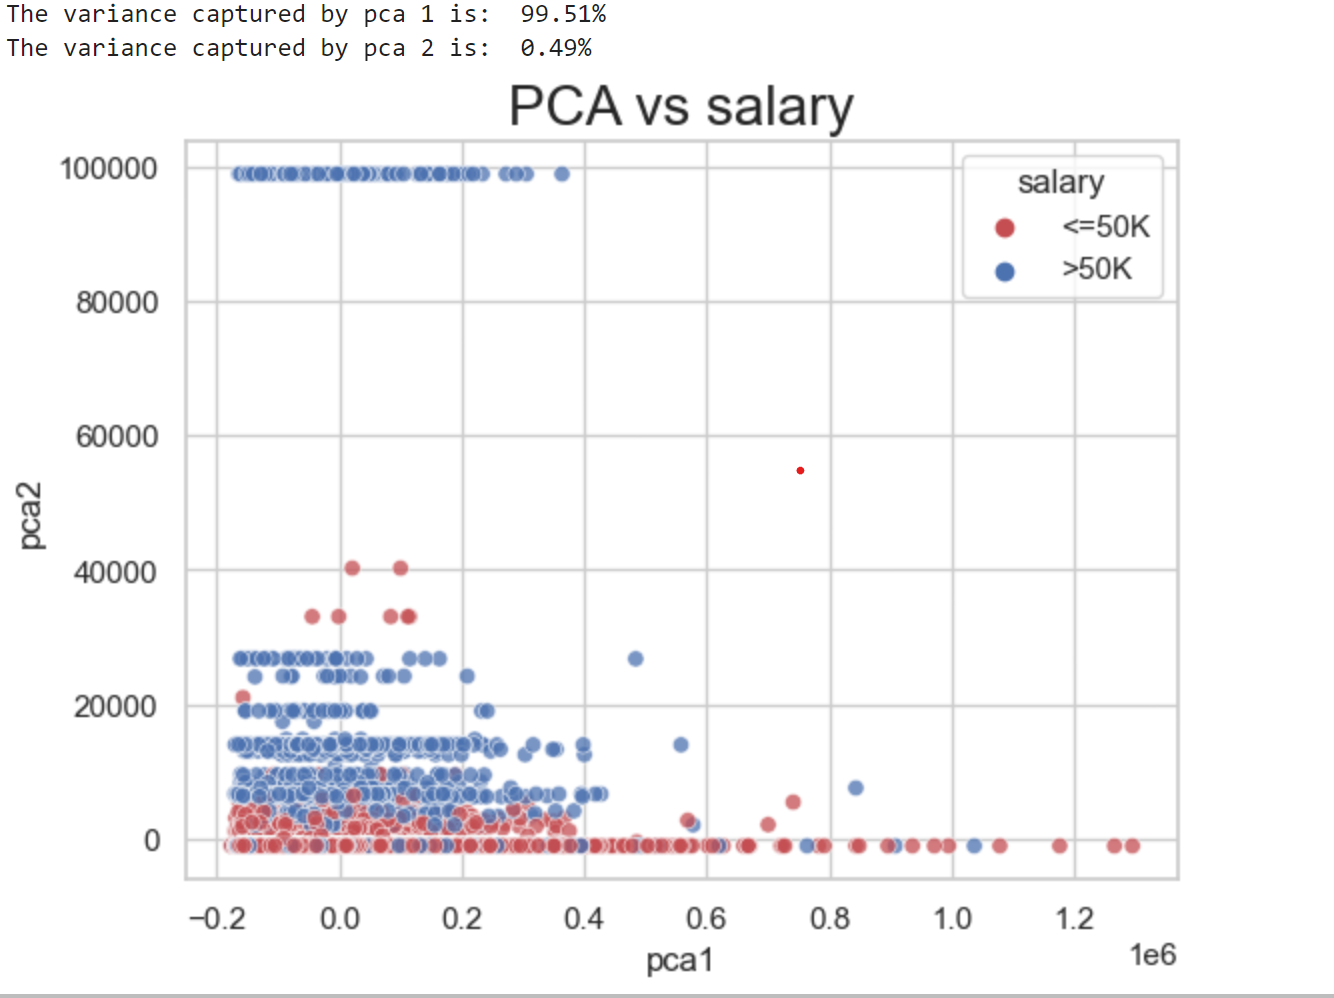 The variance captured by pca 1 is:  99.51%
The variance captured by pca 2 is:  0.49%
PCA vs salary
100000
80000
60000
40000
20000
0
pca2
salary
<=50K
>50K
−0.2 0.0 0.2 0.4 0.6 0.8 1.0 1.2
1e6
pca1